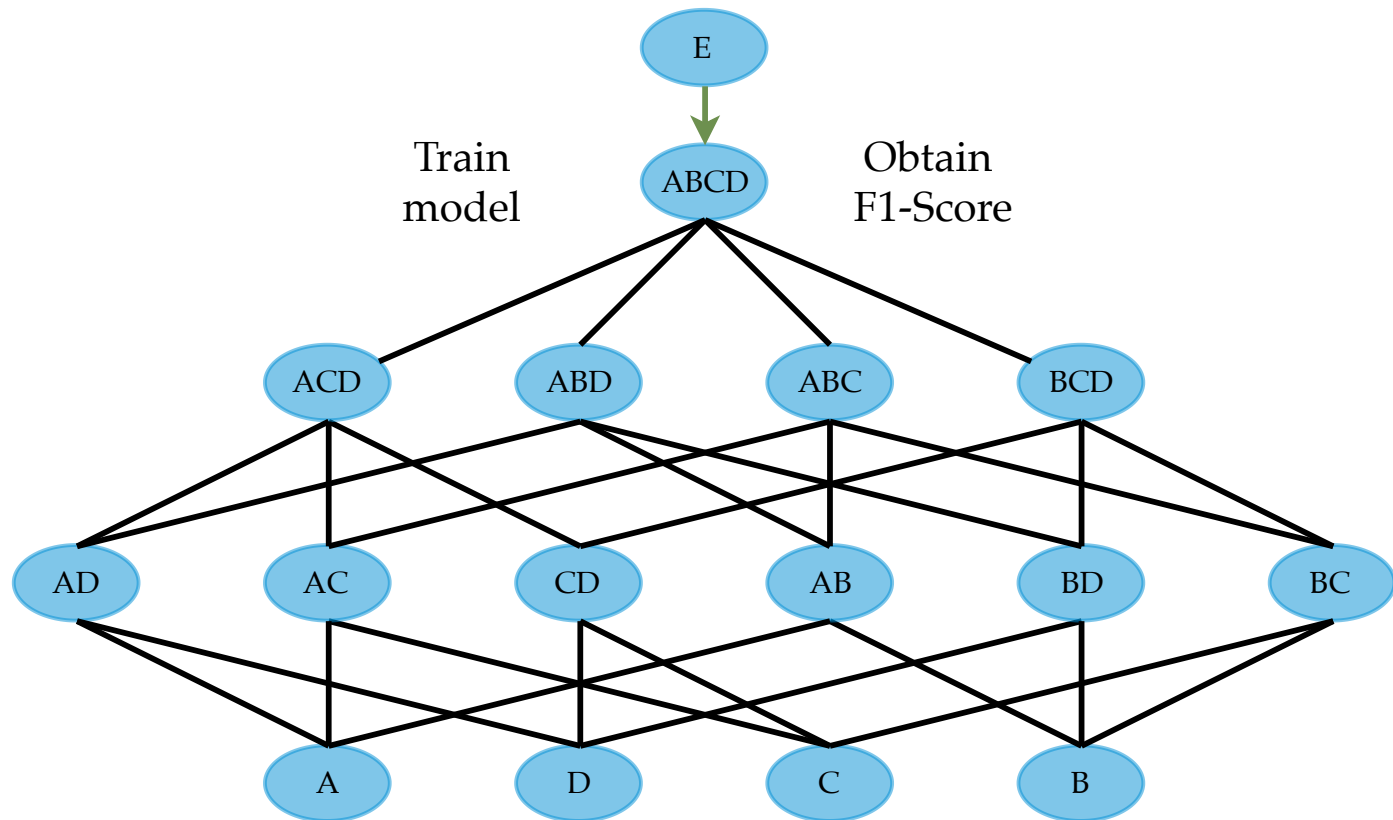 E
Train
model
ABCD
Obtain
F1-Score
ACD
ABD
ABC
BCD
AD
AC
CD
AB
BD
BC
A
D
C
B